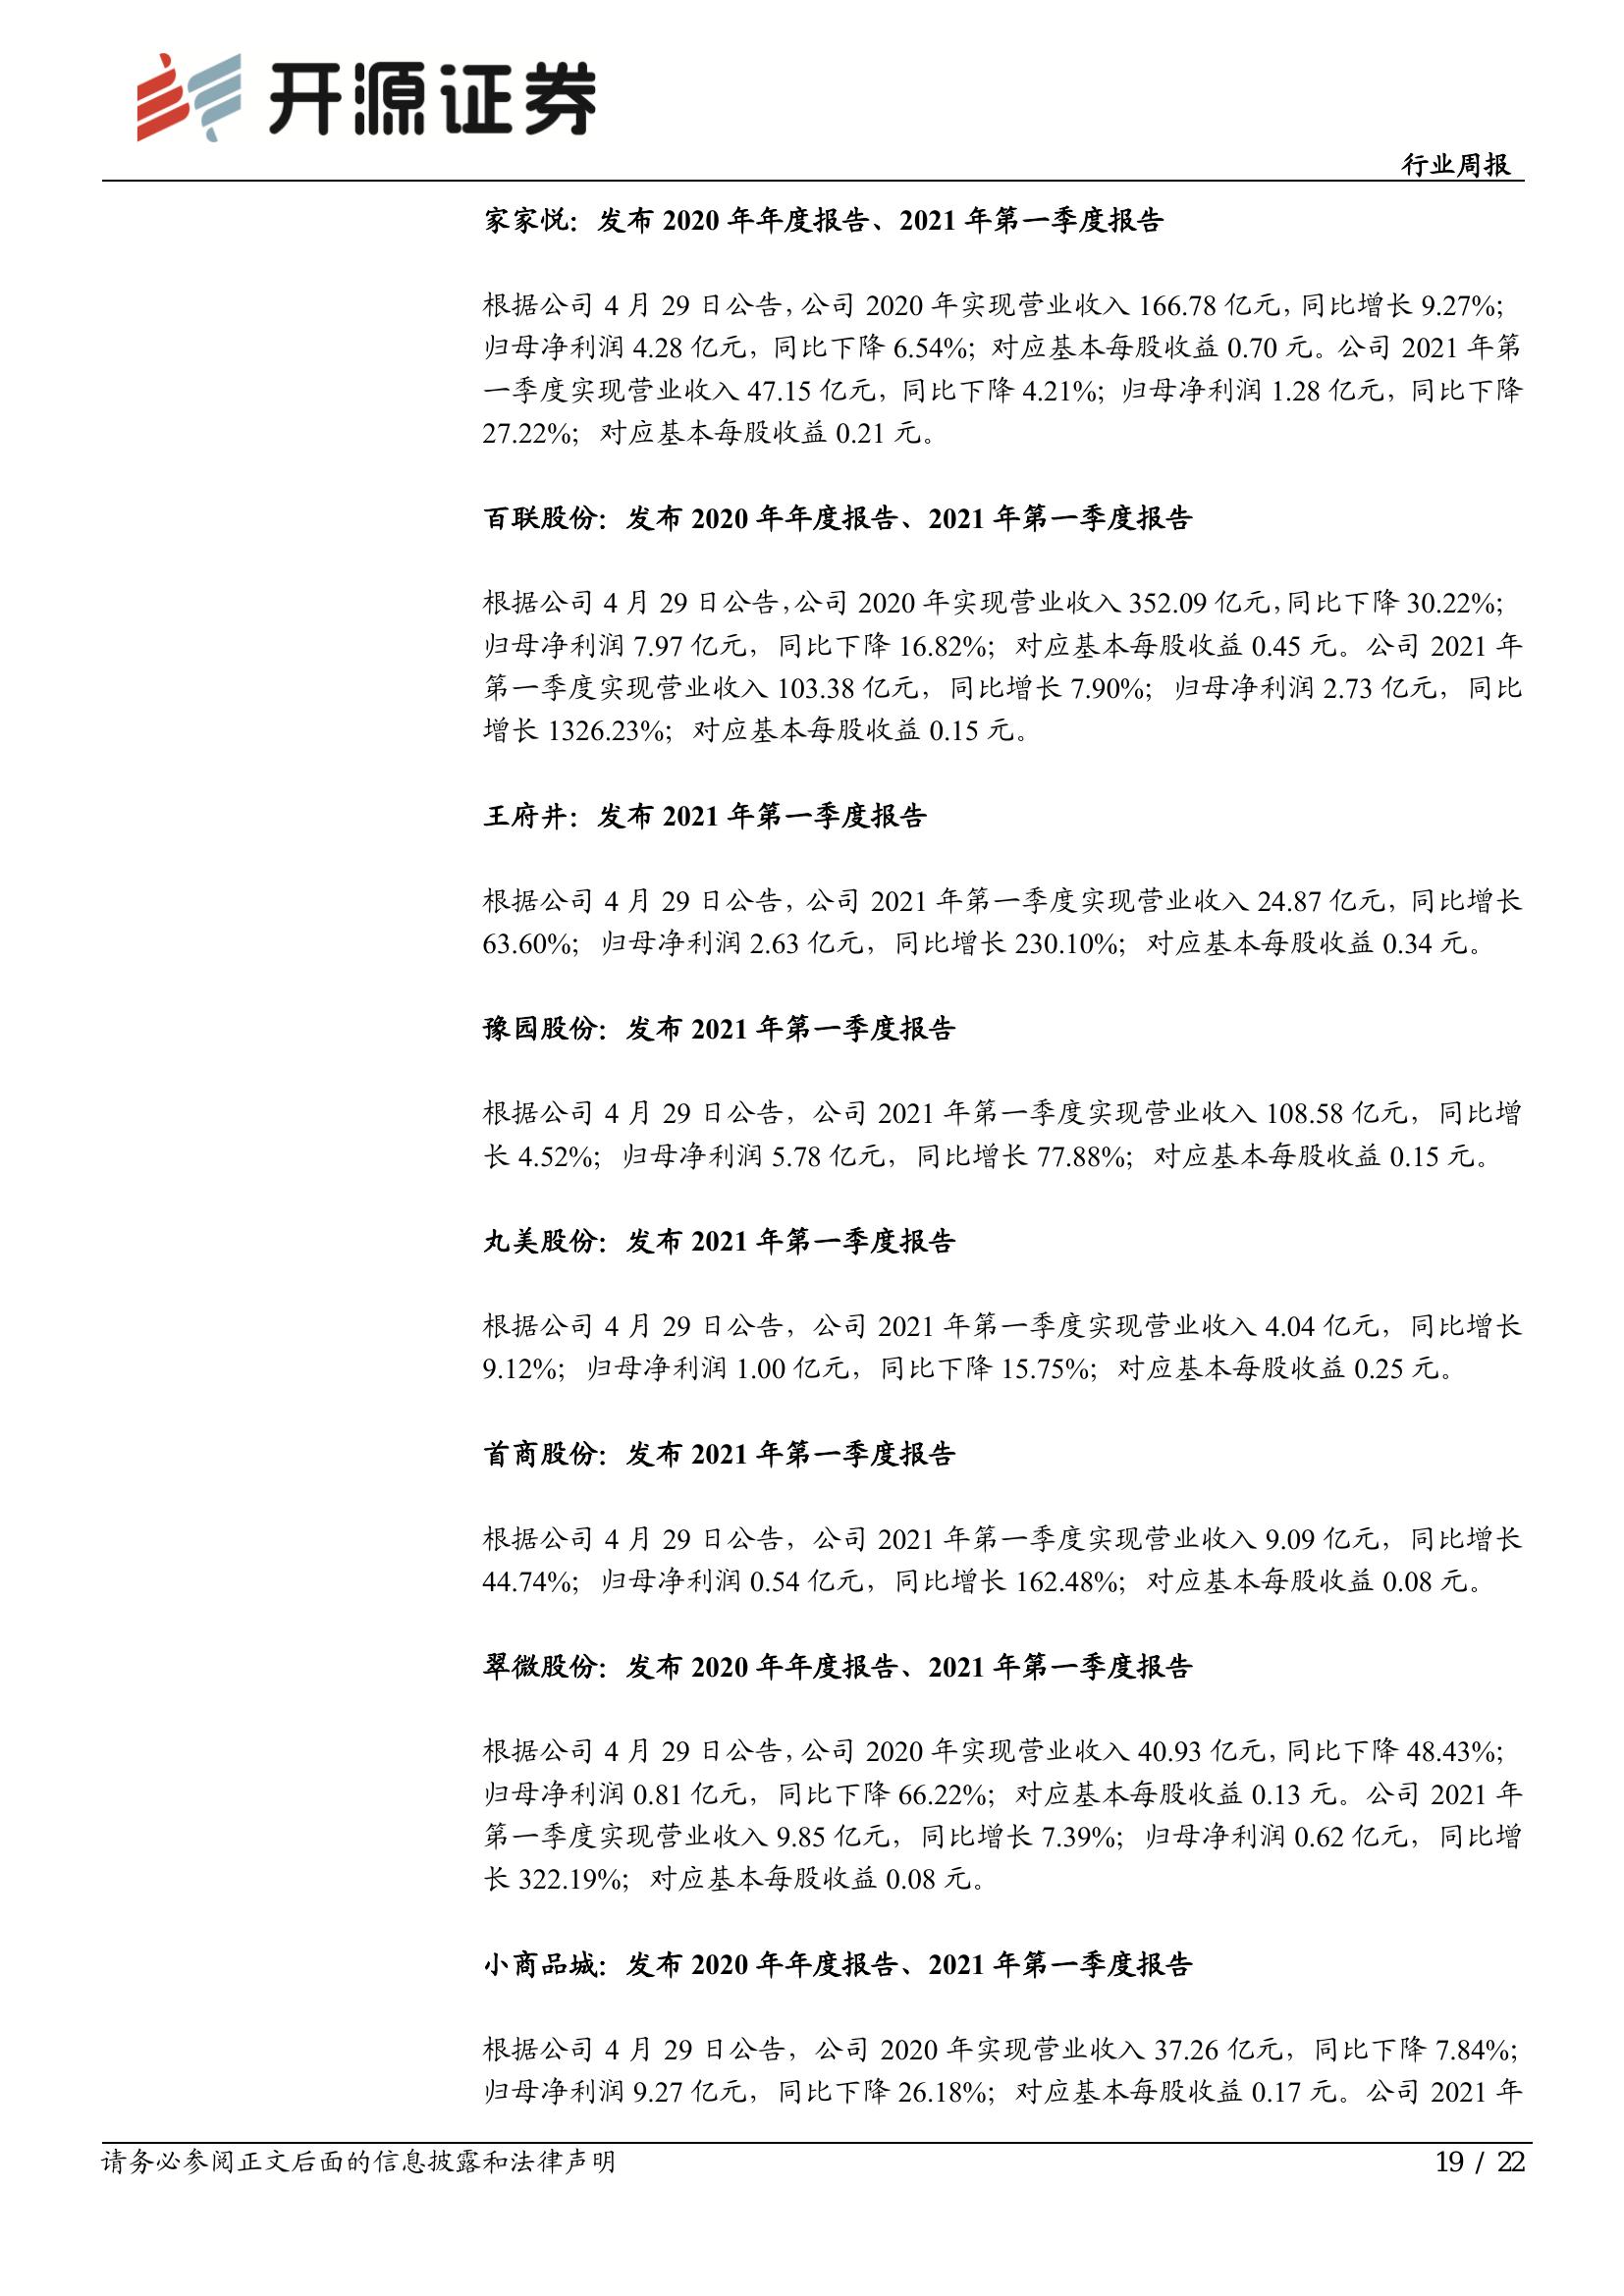 开源证券
行业周报
家家悦：发布 2020 年年度报告、2021 年第一季度报告
根据公司 4 月 29 日公告，公司 2020 年实现营业收入 166.78 亿元，同比增长 9.27%；
归母净利润 4.28 亿元，同比下降 6.54%；对应基本每股收益 0.70 元。公司 2021 年第
一季度实现营业收入 47.15 亿元，同比下降 4.21%；归母净利润 1.28 亿元，同比下降
27.22%；对应基本每股收益 0.21 元。
百联股份：发布 2020 年年度报告、2021 年第一季度报告
根据公司 4 月 29 日公告，公司 2020 年实现营业收入 352.09 亿元，同比下降 30.22%；
归母净利润 7.97 亿元，同比下降 16.82%；对应基本每股收益 0.45 元。公司 2021 年
第一季度实现营业收入 103.38 亿元，同比增长 7.90%；归母净利润 2.73 亿元，同比
增长 1326.23%；对应基本每股收益 0.15 元。
王府井：发布 2021 年第一季度报告
根据公司 4 月 29 日公告，公司 2021 年第一季度实现营业收入 24.87 亿元，同比增长
63.60%；归母净利润 2.63 亿元，同比增长 230.10%；对应基本每股收益 0.34 元。
豫园股份：发布 2021 年第一季度报告
根据公司 4 月 29 日公告，公司 2021 年第一季度实现营业收入 108.58 亿元，同比增
长 4.52%；归母净利润 5.78 亿元，同比增长 77.88%；对应基本每股收益 0.15 元。
丸美股份：发布 2021 年第一季度报告
根据公司 4 月 29 日公告，公司 2021 年第一季度实现营业收入 4.04 亿元，同比增长
9.12%；归母净利润 1.00 亿元，同比下降 15.75%；对应基本每股收益 0.25 元。
首商股份：发布 2021 年第一季度报告
根据公司 4 月 29 日公告，公司 2021 年第一季度实现营业收入 9.09 亿元，同比增长
44.74%；归母净利润 0.54 亿元，同比增长 162.48%；对应基本每股收益 0.08 元。
翠微股份：发布 2020 年年度报告、2021 年第一季度报告
根据公司 4 月 29 日公告，公司 2020 年实现营业收入 40.93 亿元，同比下降 48.43%；
归母净利润 0.81 亿元，同比下降 66.22%；对应基本每股收益 0.13 元。公司 2021 年
第一季度实现营业收入 9.85 亿元，同比增长 7.39%；归母净利润 0.62 亿元，同比增
长 322.19%；对应基本每股收益 0.08 元。
小商品城：发布 2020 年年度报告、2021 年第一季度报告
根据公司 4 月 29 日公告，公司 2020 年实现营业收入 37.26 亿元，同比下降 7.84%；
归母净利润 9.27 亿元，同比下降 26.18%；对应基本每股收益 0.17 元。公司 2021 年
请务必参阅正文后面的信息披露和法律声明
19 / 22